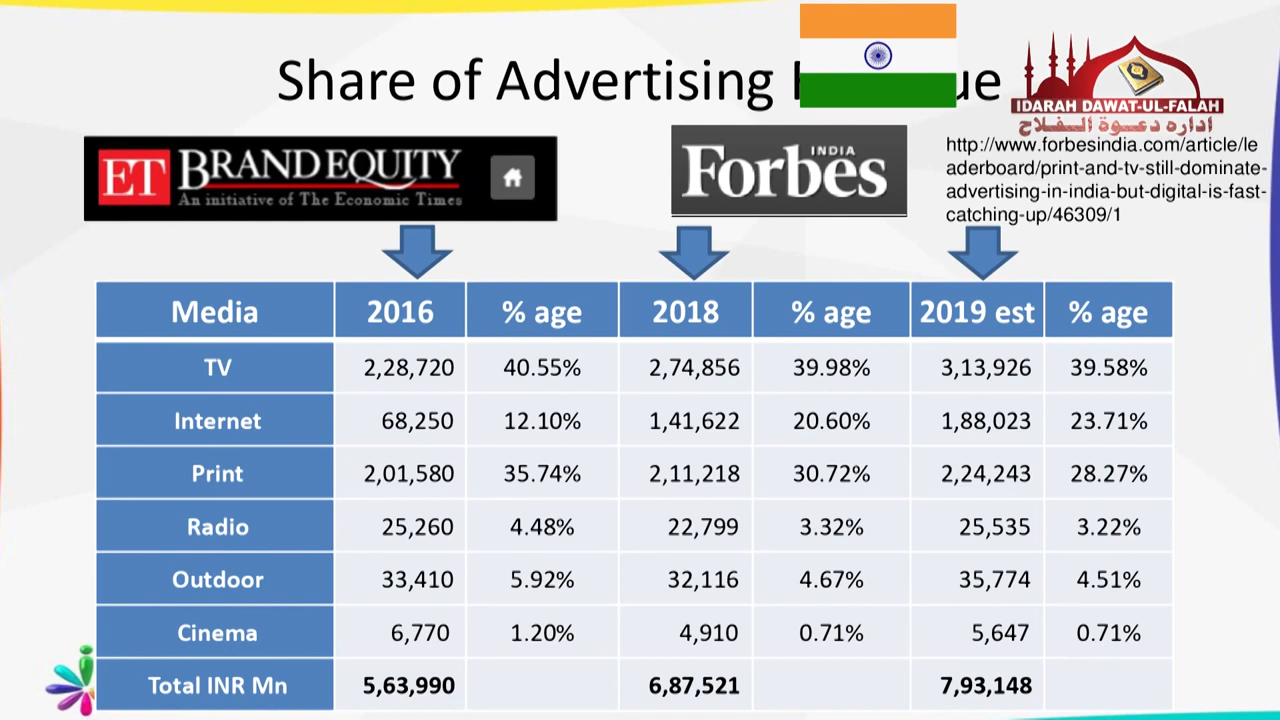 Share of Advertising
IDARAH DAWAT-UL-FALAH
اداره دعوة الفلاح
ET BRAND EQUITY
An initiative of The Economic Times
Forbes INDIA
http://www.forbesindia.com/article/le
aderboard/print-and-tv-still-dominate-
advertising-in-india-but-digital-is-fast-
catching-up/46309/1
Media 2016 % age 2018 % age 2019 est % age
TV 2,28,720 40.55% 2,74,856 39.98% 3,13,926 39.58%
Internet 68,250 12.10% 1,41,622 20.60% 1,88,023 23.71%
Print 2,01,580 35.74% 2,11,218 30.72% 2,24,243 28.27%
Radio 25,260 4.48% 22,799 3.32% 25,535 3.22%
Outdoor 33,410 5.92% 32,116 4.67% 35,774 4.51%
Cinema 6,770 1.20% 4,910 0.71% 5,647 0.71%
Total INR Mn 5,63,990 6,87,521 7,93,148